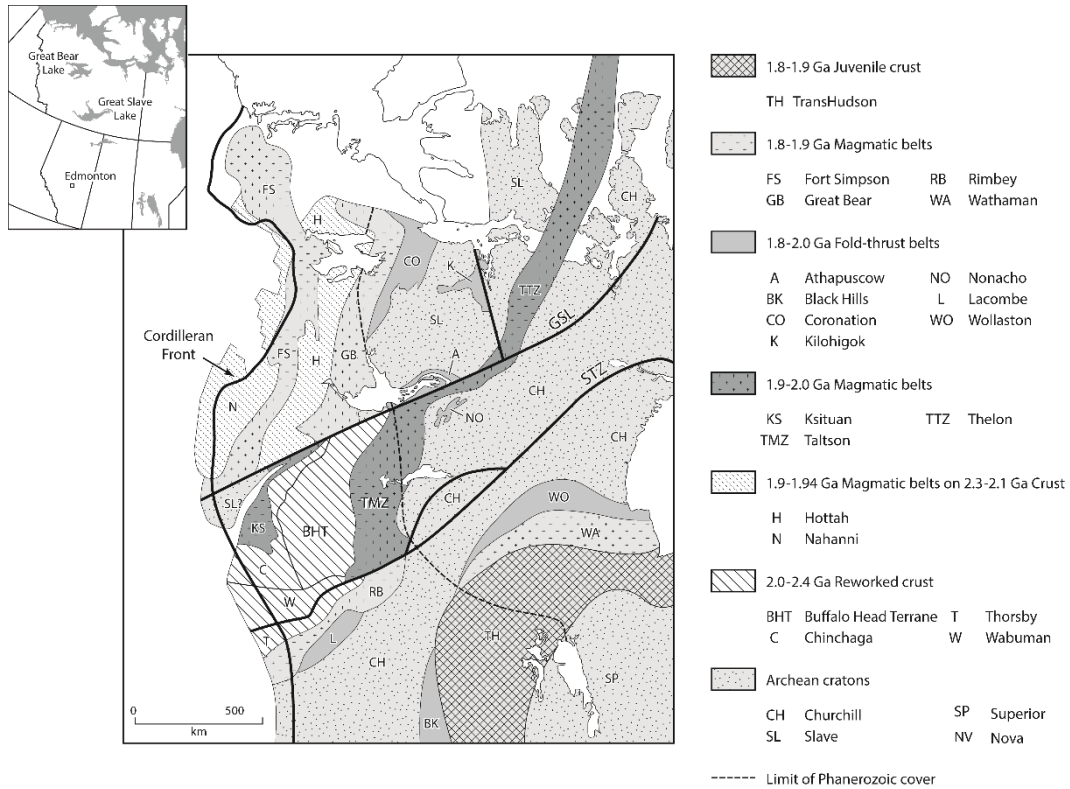 Great Bear
Lake
Great Slave
Lake
Edmonton
FS
H
SL
CH
CO
K
TTZ
SL
GSL
Cordilleran
Front
FS
H
GB
A
STZ
CH
N
NO
CH
SL?
CH
WO
TMZ
KS
BHT
WA
C
RB
W
T
L
TH
CH
SP
BK
0 500
km
1.8-1.9 Ga Juvenile crust
TH TransHudson
1.8-1.9 Ga Magmatic belts
FS Fort Simpson RB Rimbey
GB Great Bear WA Wathaman
1.8-2.0 Ga Fold-thrust belts
A Athapuscow NO Nonacho
BK Black Hills L Lacombe
CO Coronation WO Wollaston
K Kilohigok
1.9-2.0 Ga Magmatic belts
KS Ksituan TTZ Thelon
TMZ Taltson
1.9-1.94 Ga Magmatic belts on 2.3-2.1 Ga Crust
H Hottah
N Nahanni
2.0-2.4 Ga Reworked crust
BHT Buffalo Head Terrane T Thorsby
C Chinchaga W Wabuman
Archean cratons
CH Churchill SP Superior
SL Slave NV Nova
Limit of Phanerozoic cover